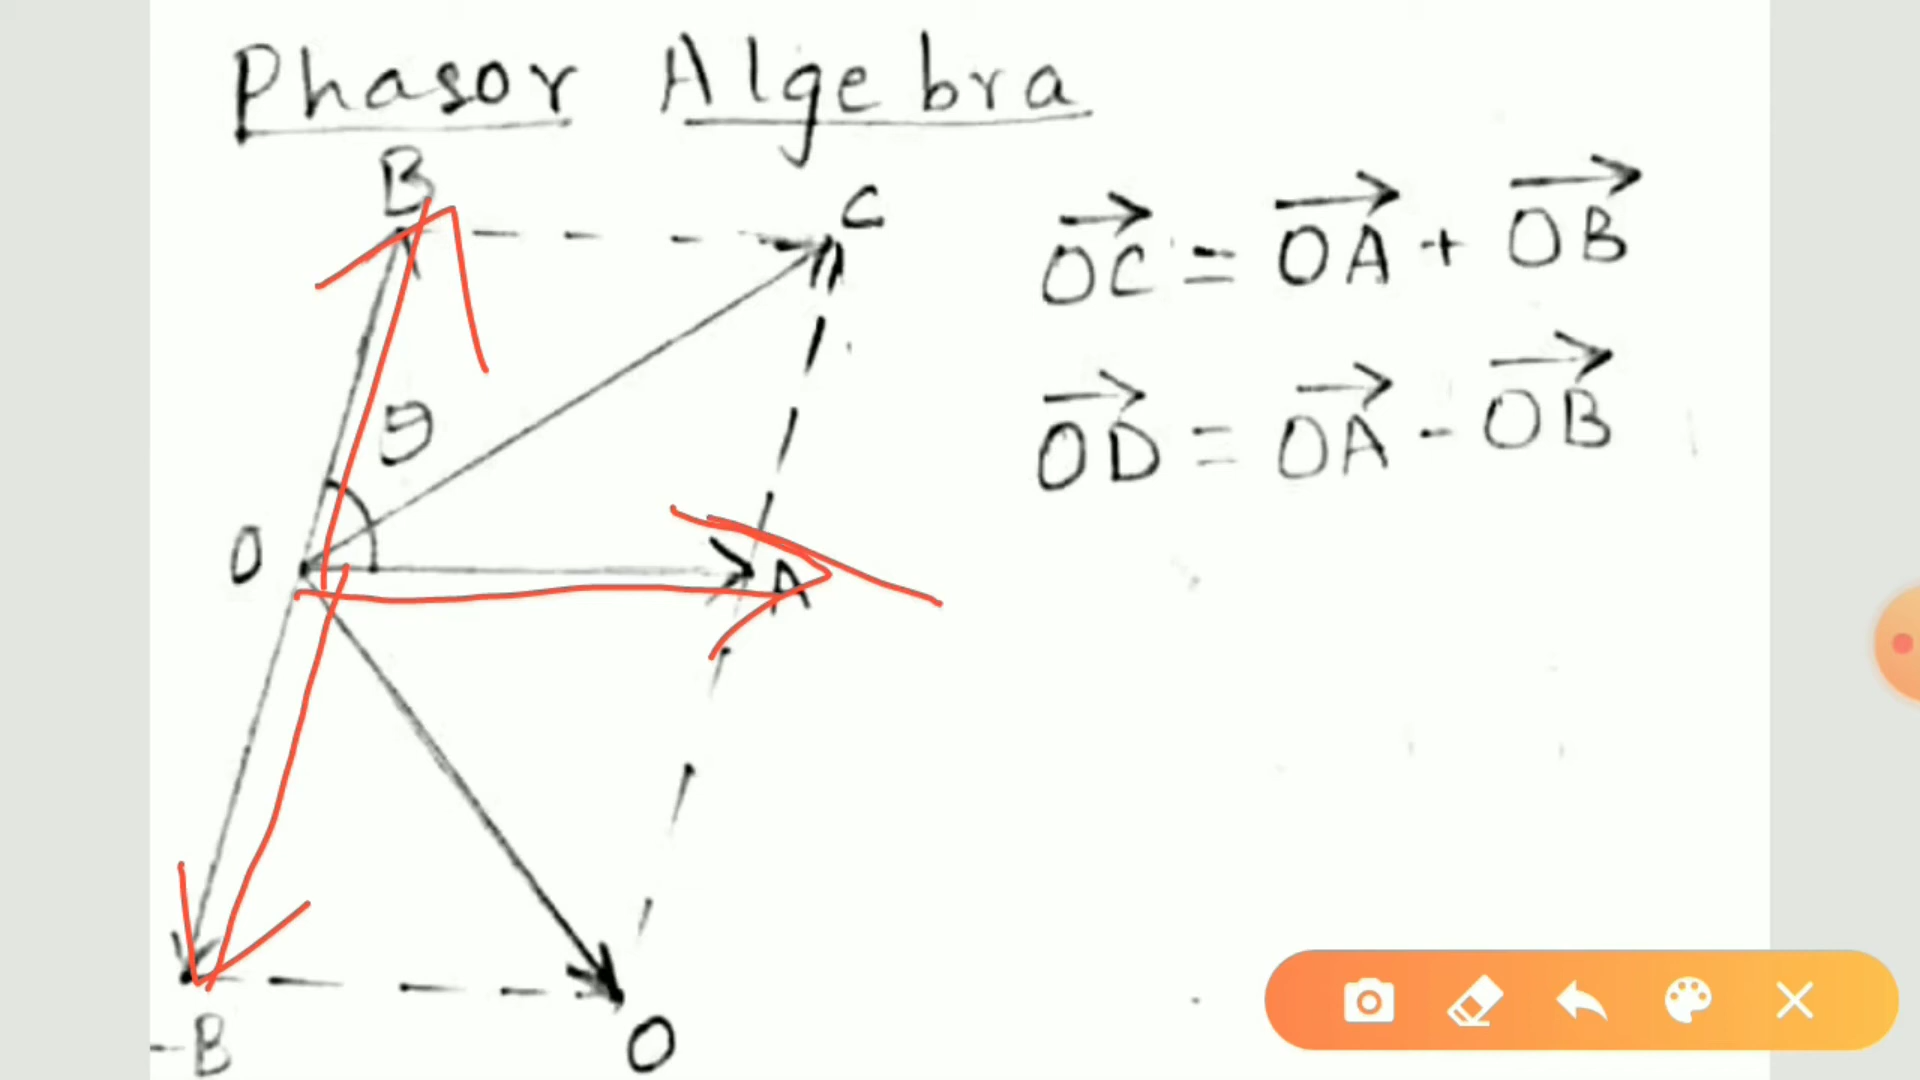 Phasor Algebra
B
C
OC = OA + OB
θ
OD = OA - OB
O
A
-B
O